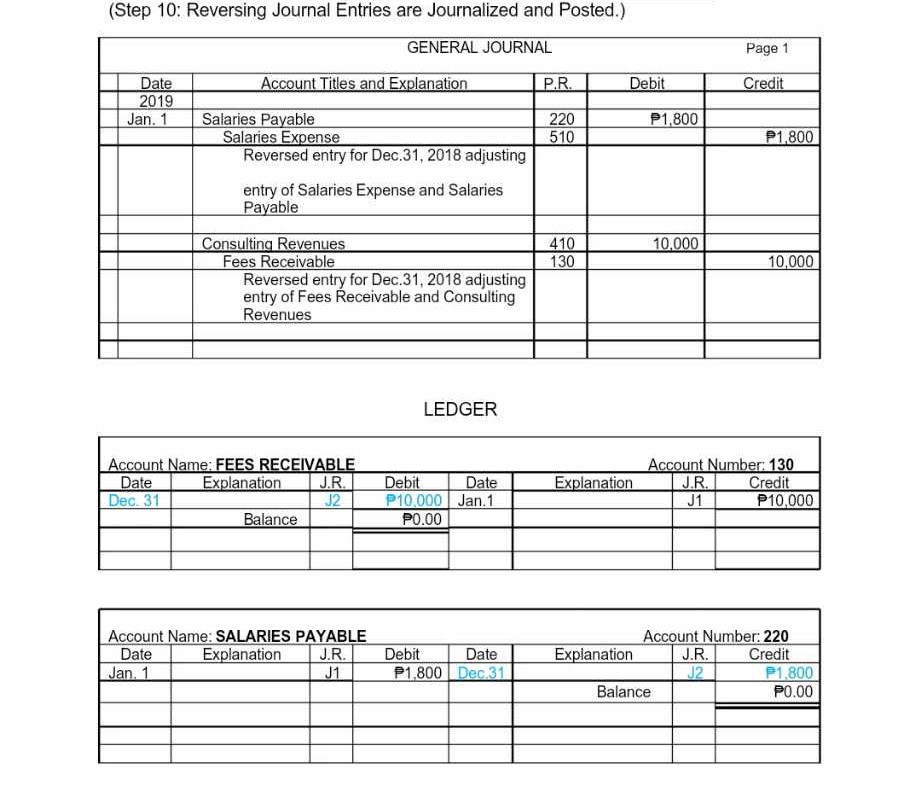 (Step 10: Reversing Journal Entries are Journalized and Posted.)
GENERAL JOURNAL Page 1
Date Account Titles and Explanation P.R. Debit Credit
2019
Jan. 1 Salaries Payable 220 ₱1,800
Salaries Expense 510 ₱1,800
Reversed entry for Dec.31, 2018 adjusting
entry of Salaries Expense and Salaries
Payable
Consulting Revenues 410 10,000
Fees Receivable 130 10,000
Reversed entry for Dec.31, 2018 adjusting
entry of Fees Receivable and Consulting
Revenues
LEDGER
Account Name: FEES RECEIVABLE Account Number: 130
Date Explanation J.R. Debit Date Explanation J.R. Credit
Dec. 31 J2 ₱10,000 Jan.1 J1 ₱10,000
Balance ₱0.00
Account Name: SALARIES PAYABLE Account Number: 220
Date Explanation J.R. Debit Date Explanation J.R. Credit
Jan. 1 J1 ₱1,800 Dec.31 J2 ₱1,800
Balance ₱0.00